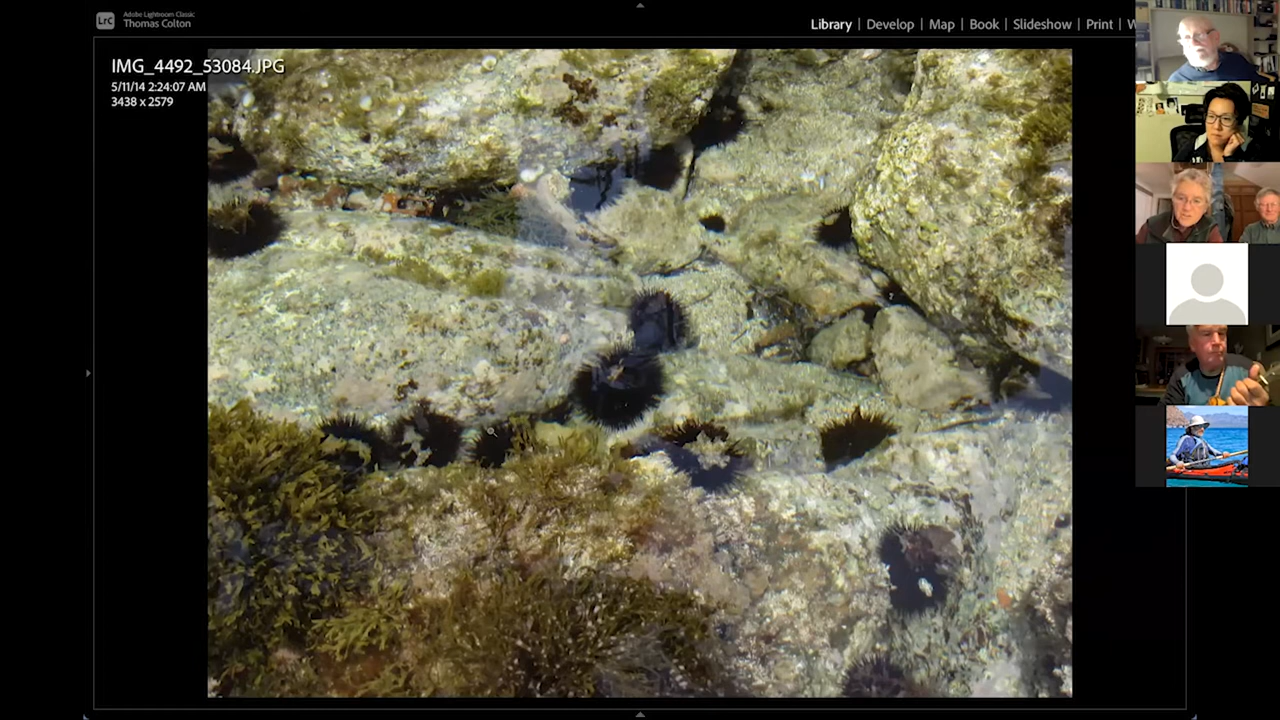 LrC
Adobe Lightroom Classic
Thomas Colton
Library | Develop | Map | Book | Slideshow | Print | W
IMG_4492_53084.JPG
5/11/14 2:24:07 AM
3438 x 2579